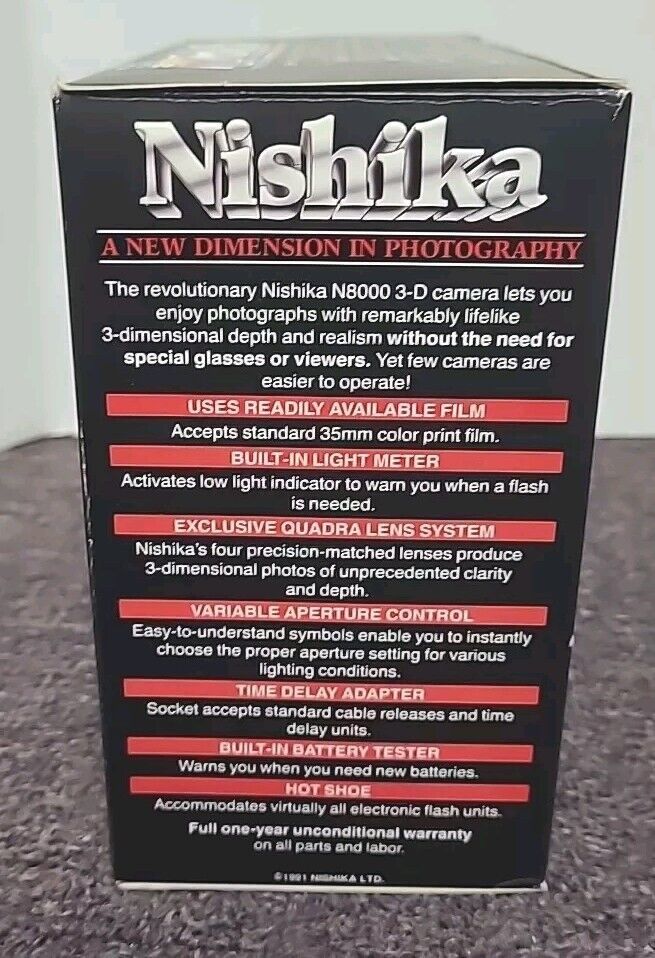 Nishika
A NEW DIMENSION IN PHOTOGRAPHY
The revolutionary Nishika N8000 3-D camera lets you
enjoy photographs with remarkably lifelike
3-dimensional depth and realism without the need for
special glasses or viewers. Yet few cameras are
easier to operate!
USES READILY AVAILABLE FILM
Accepts standard 35mm color print film.
BUILT-IN LIGHT METER
Activates low light indicator to warn you when a flash
is needed.
EXCLUSIVE QUADRA LENS SYSTEM
Nishika's four precision-matched lenses produce
3-dimensional photos of unprecedented clarity
and depth.
VARIABLE APERTURE CONTROL
Easy-to-understand symbols enable you to instantly
choose the proper aperture setting for various
lighting conditions.
TIME DELAY ADAPTER
Socket accepts standard cable releases and time
delay units.
BUILT-IN BATTERY TESTER
Warns you when you need new batteries.
HOT SHOE
Accommodates virtually all electronic flash units.
Full one-year unconditional warranty
on all parts and labor.
©1991 NISHIKA LTD.